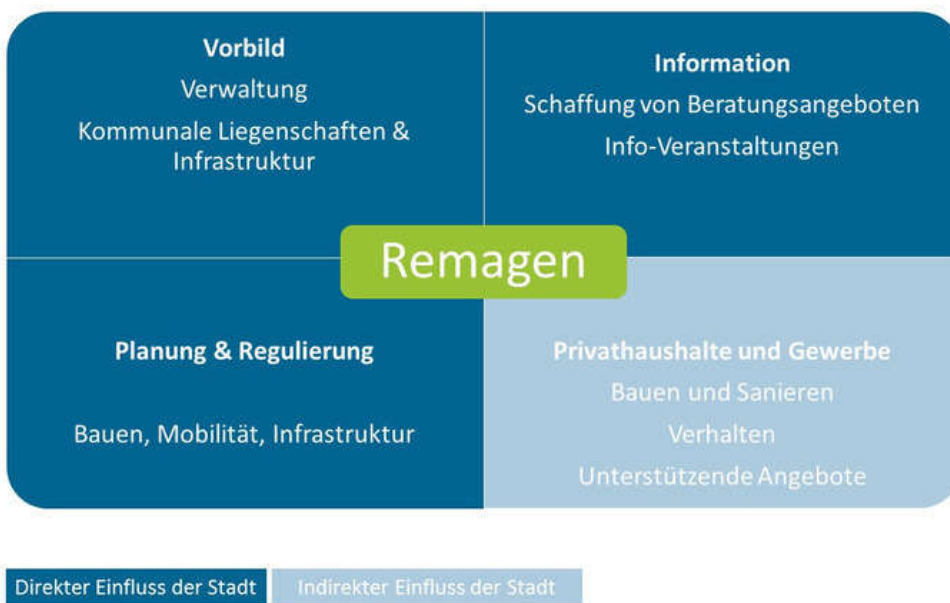 Vorbild
Verwaltung
Kommunale Liegenschaften &
Infrastruktur
Information
Schaffung von Beratungsangeboten
Info-Veranstaltungen
Remagen
Planung & Regulierung
Bauen, Mobilität, Infrastruktur
Privathaushalte und Gewerbe
Bauen und Sanieren
Verhalten
Unterstützende Angebote
Direkter Einfluss der Stadt
Indirekter Einfluss der Stadt